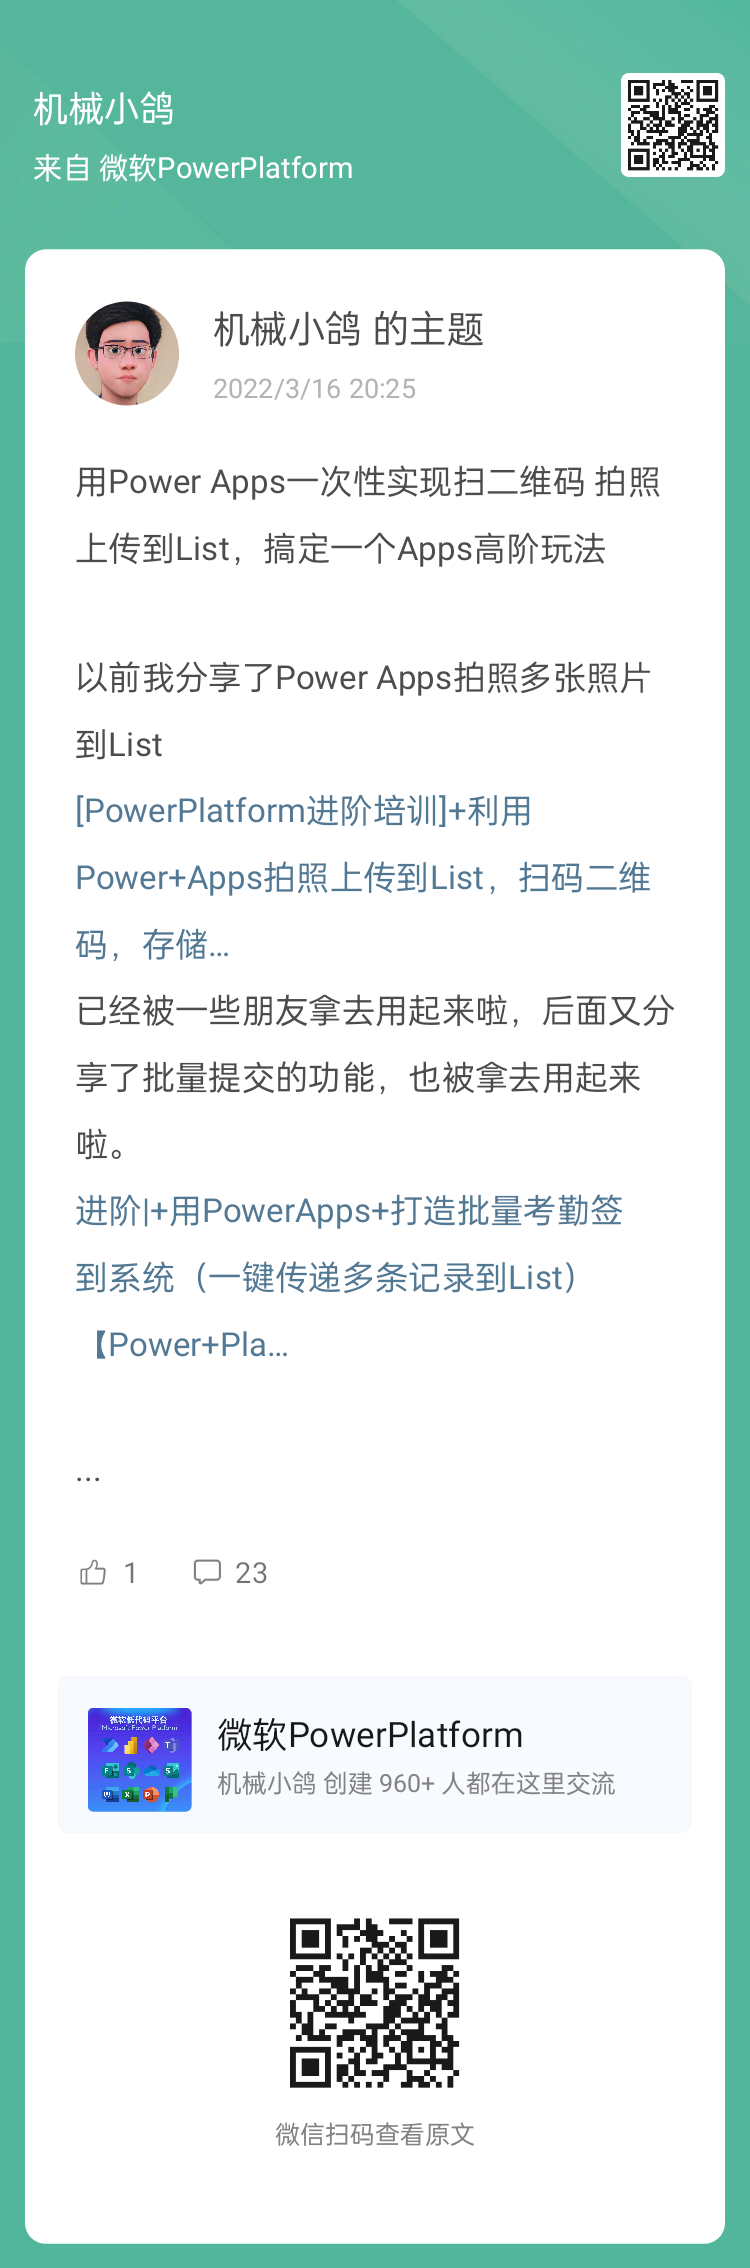 机械小鸽
来自 微软PowerPlatform
机械小鸽 的主题
2022/3/16 20:25
用Power Apps一次性实现扫二维码 拍照
上传到List，搞定一个Apps高阶玩法
以前我分享了Power Apps拍照多张照片
到List
[PowerPlatform进阶培训]+利用
Power+Apps拍照上传到List，扫码二维
码，存储...
已经被一些朋友拿去用起来啦，后面又分
享了批量提交的功能，也被拿去用起来
啦。
进阶|+用PowerApps+打造批量考勤签
到系统（一键传递多条记录到List）
【Power+Pla...
...
1 23
微软低代码平台
Microsoft Power Platform
微软PowerPlatform
机械小鸽 创建 960+ 人都在这里交流
微信扫码查看原文